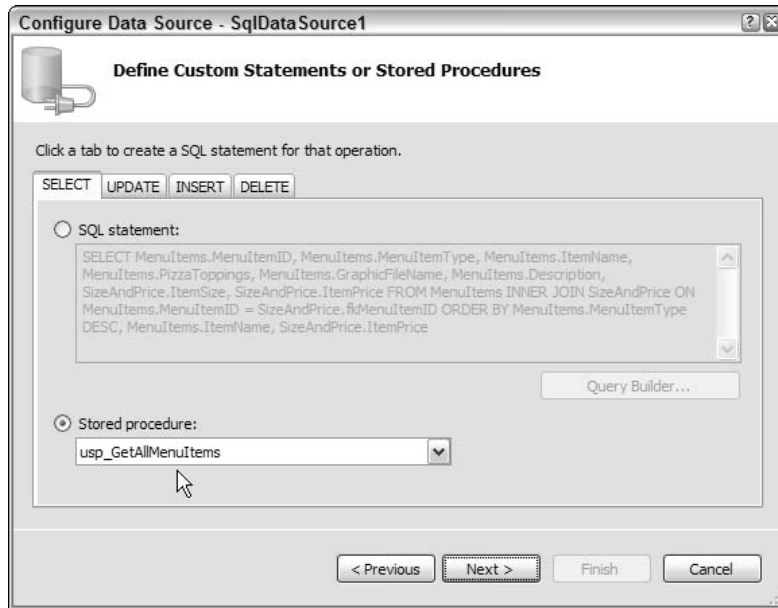 Configure Data Source - SqlDataSource1
Define Custom Statements or Stored Procedures
Click a tab to create a SQL statement for that operation.
SELECT UPDATE INSERT DELETE
SQL statement:
SELECT MenuItems.MenuItemID, MenuItems.MenuItemType, MenuItems.ItemName,
MenuItems.PizzaToppings, MenuItems.GraphicFileName, MenuItems.Description,
SizeAndPrice.ItemSize, SizeAndPrice.ItemPrice FROM MenuItems INNER JOIN SizeAndPrice ON
MenuItems.MenuItemID = SizeAndPrice.fkMenuItemID ORDER BY MenuItems.MenuItemType
DESC, MenuItems.ItemName, SizeAndPrice.ItemPrice
Query Builder...
Stored procedure:
usp_GetAllMenuItems
< Previous Next > Finish Cancel